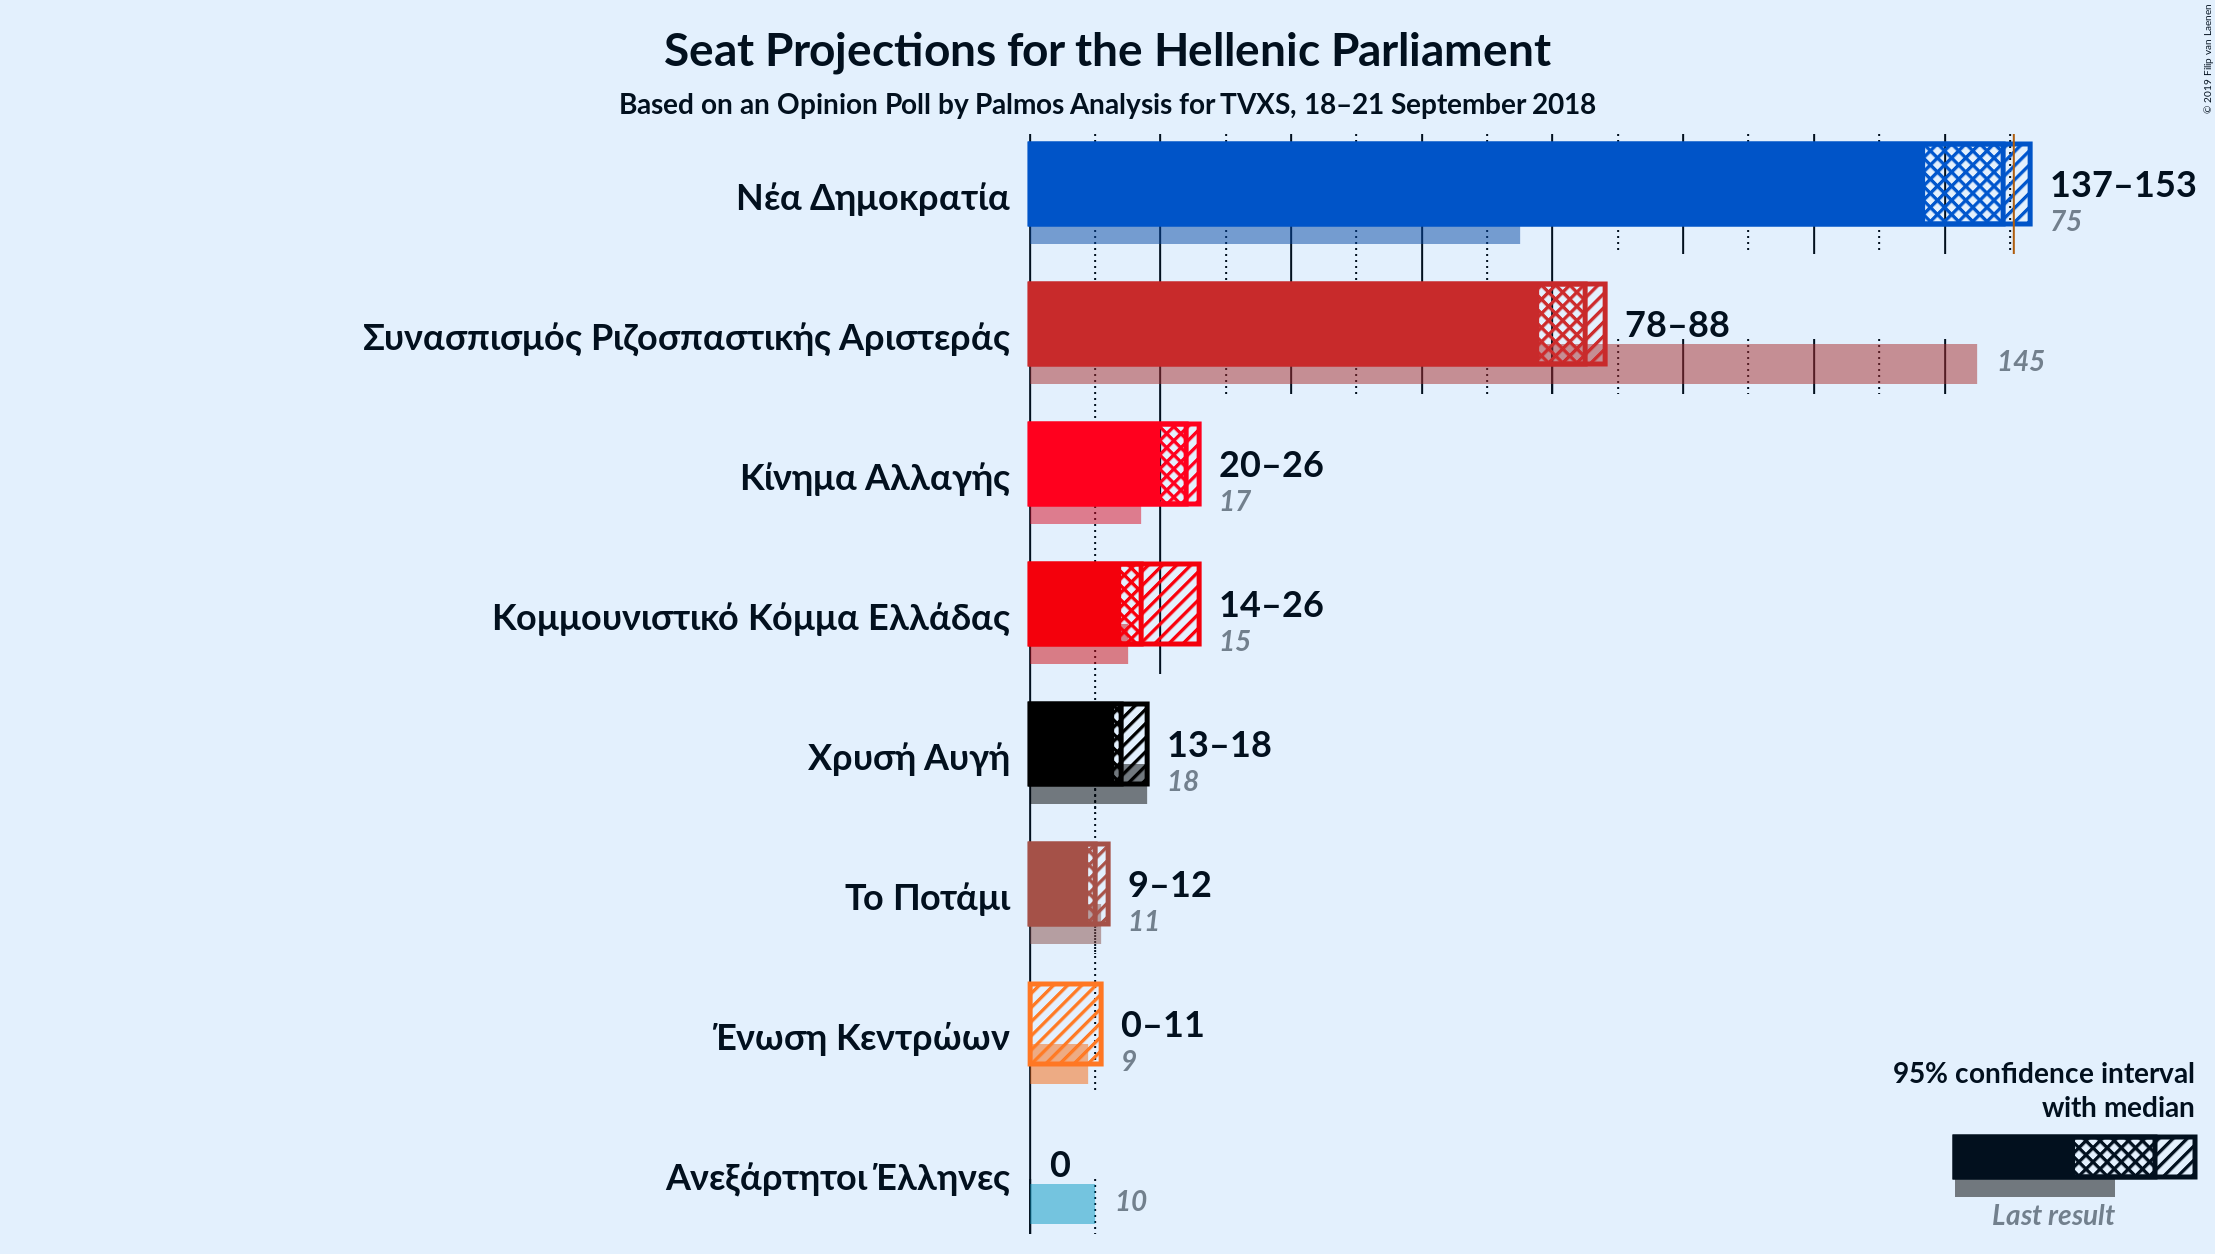 Seat Projections for the Hellenic Parliament
Based on an Opinion Poll by Palmos Analysis for TVXS, 18–21 September 2018
© 2019 Filip van Laenen
Νέα Δημοκρατία
137–153
75
Συνασπισμός Ριζοσπαστικής Αριστεράς
78–88
145
Κίνημα Αλλαγής
20–26
17
Κομμουνιστικό Κόμμα Ελλάδας
14–26
15
Χρυσή Αυγή
13–18
18
Το Ποτάμι
9–12
11
Ένωση Κεντρώων
0–11
9
Ανεξάρτητοι Έλληνες
0
10
95% confidence interval
with median
Last result